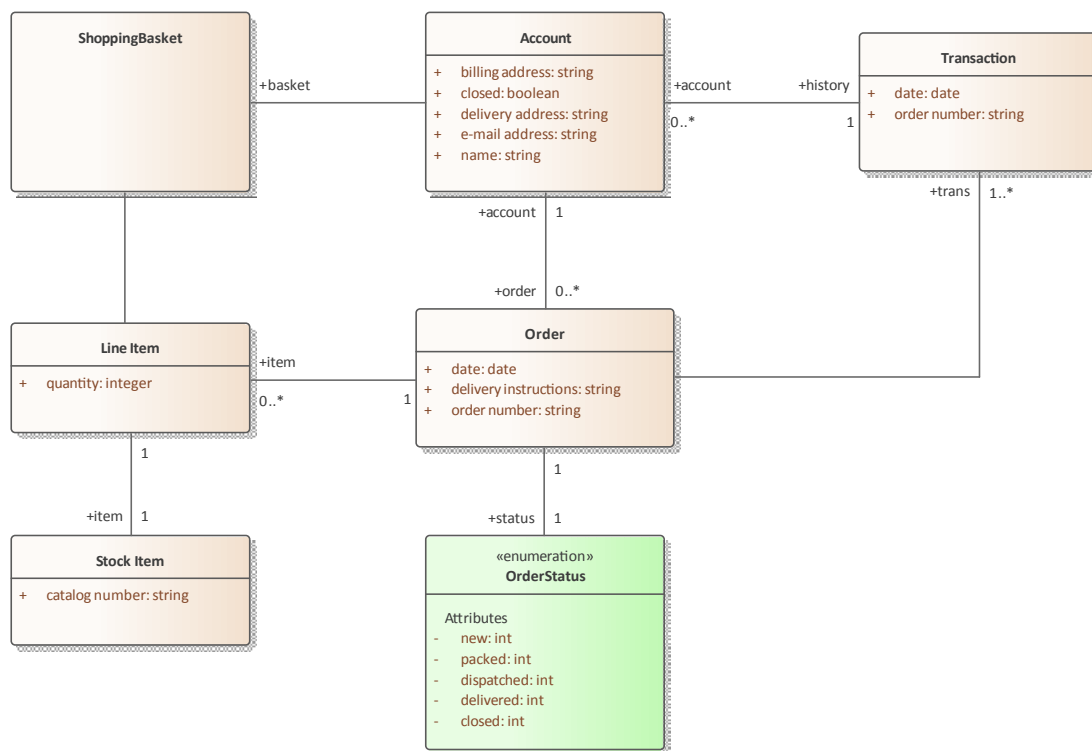 ShoppingBasket
Account
+ billing address: string
+ closed: boolean
+ delivery address: string
+ e-mail address: string
+ name: string
Transaction
+ date: date
+ order number: string
+basket
+account
0..*
+history
1
+trans
1..*
+account
1
+order
0..*
Line Item
+ quantity: integer
+item
0..*
1
Order
+ date: date
+ delivery instructions: string
+ order number: string
1
+item
1
1
+status
1
Stock Item
+ catalog number: string
«enumeration»
OrderStatus
Attributes
- new: int
- packed: int
- dispatched: int
- delivered: int
- closed: int